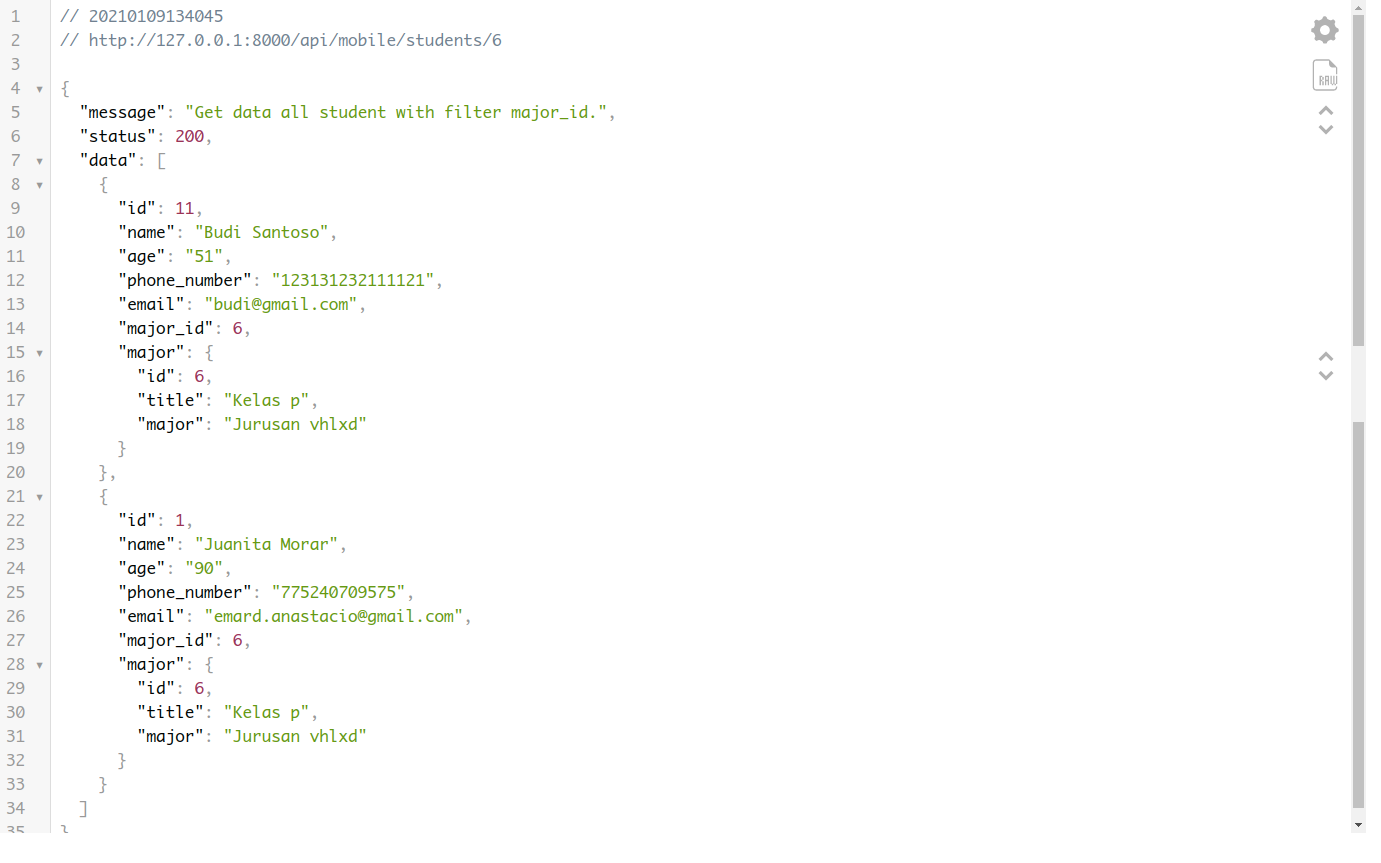 1 // 20210109134045
2 // http://127.0.0.1:8000/api/mobile/students/6
3
4 {
5 "message": "Get data all student with filter major_id.",
6 "status": 200,
7 "data": [
8 {
9 "id": 11,
10 "name": "Budi Santoso",
11 "age": "51",
12 "phone_number": "123131232111121",
13 "email": "budi@gmail.com",
14 "major_id": 6,
15 "major": {
16 "id": 6,
17 "title": "Kelas p",
18 "major": "Jurusan vhlxd"
19 }
20 },
21 {
22 "id": 1,
23 "name": "Juanita Morar",
24 "age": "90",
25 "phone_number": "775240709575",
26 "email": "emard.anastacio@gmail.com",
27 "major_id": 6,
28 "major": {
29 "id": 6,
30 "title": "Kelas p",
31 "major": "Jurusan vhlxd"
32 }
33 }
34 ]
35 }
RAW